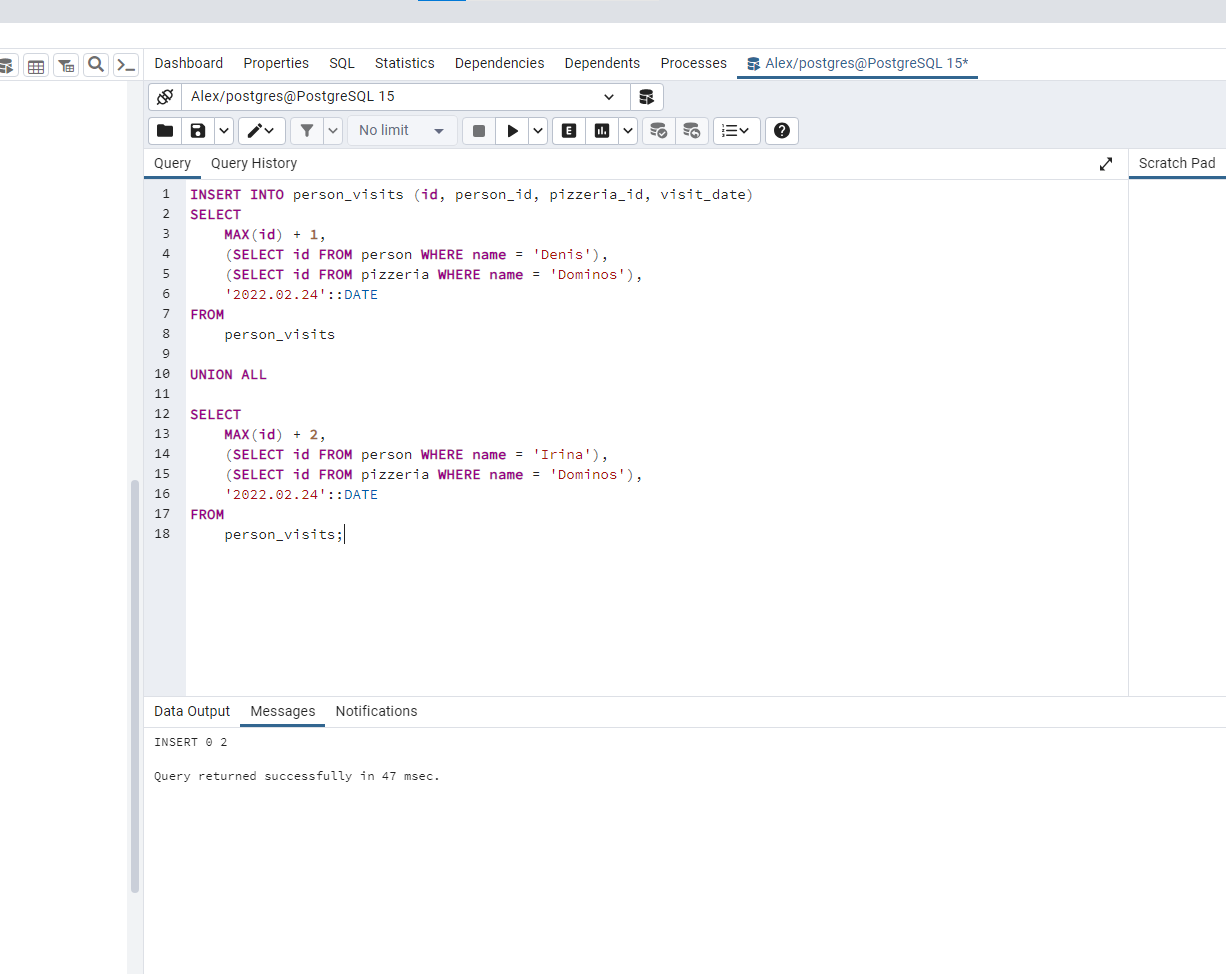 Dashboard Properties SQL Statistics Dependencies Dependents Processes Alex/postgres@PostgreSQL 15*
Alex/postgres@PostgreSQL 15
No limit E
Query Query History Scratch Pad
1 INSERT INTO person_visits (id, person_id, pizzeria_id, visit_date)
2 SELECT
3 MAX(id) + 1,
4 (SELECT id FROM person WHERE name = 'Denis'),
5 (SELECT id FROM pizzeria WHERE name = 'Dominos'),
6 '2022.02.24'::DATE
7 FROM
8 person_visits
9
10 UNION ALL
11
12 SELECT
13 MAX(id) + 2,
14 (SELECT id FROM person WHERE name = 'Irina'),
15 (SELECT id FROM pizzeria WHERE name = 'Dominos'),
16 '2022.02.24'::DATE
17 FROM
18 person_visits;
Data Output Messages Notifications
INSERT 0 2
Query returned successfully in 47 msec.